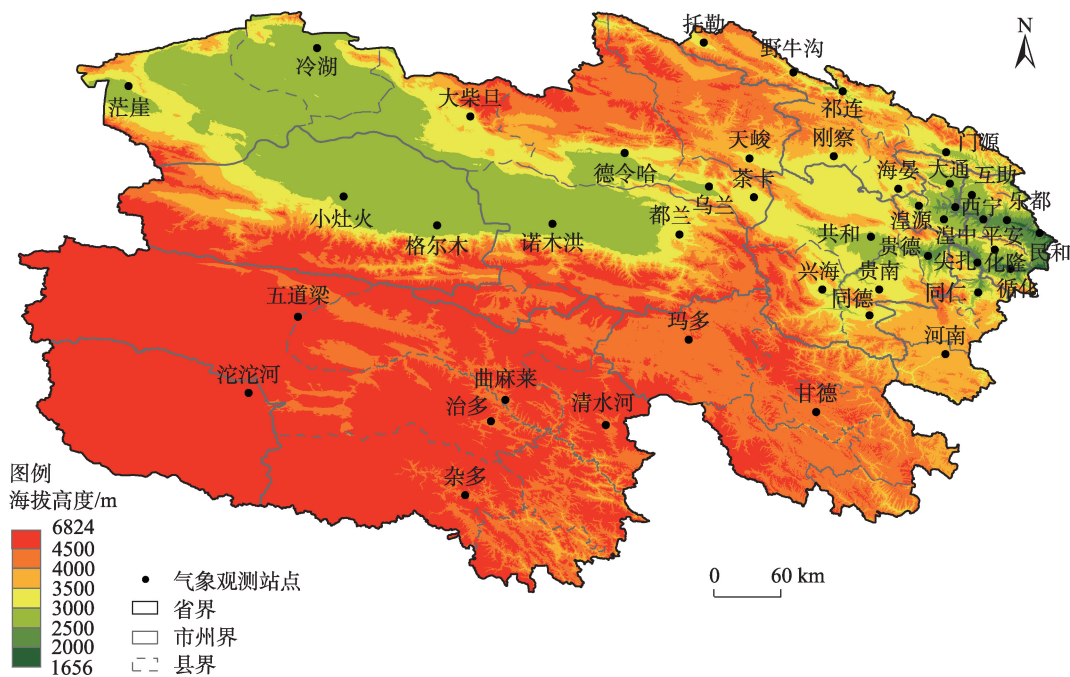 托勒
N
野牛沟
冷湖
大柴旦
茫崖
祁连
天峻
刚察
门源
德令哈
茶卡
海晏
大通
互助
乌兰
小灶火
都兰
湟源
西宁
乐都
格尔木
诺木洪
共和
贵德
湟中
平安
民和
尖扎
化隆
兴海
贵南
五道梁
同德
同仁
循化
玛多
河南
沱沱河
曲麻莱
治多
清水河
甘德
杂多
图例
海拔高度/m
6824
4500
4000
3500
3000
2500
2000
1656
气象观测站点
省界
市州界
县界
0 60 km